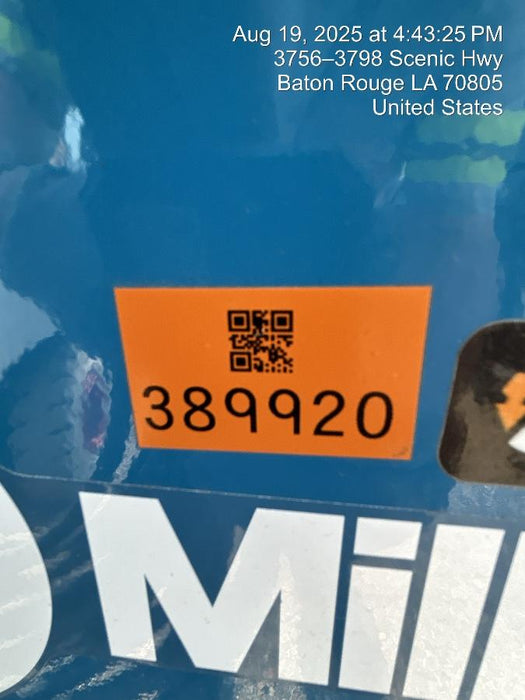 Aug 19, 2025 at 4:43:25 PM
3756–3798 Scenic Hwy
Baton Rouge LA 70805
United States
389920
Mil